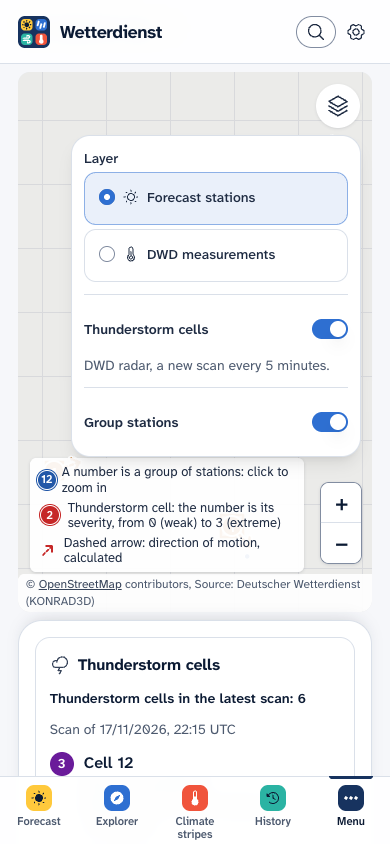 Wetterdienst
Layer
Forecast stations
DWD measurements
Thunderstorm cells
DWD radar, a new scan every 5 minutes.
Group stations
12 A number is a group of stations: click to
zoom in
2 Thunderstorm cell: the number is its
severity, from 0 (weak) to 3 (extreme)
Dashed arrow: direction of motion,
calculated
+
−
© OpenStreetMap contributors, Source: Deutscher Wetterdienst
(KONRAD3D)
Thunderstorm cells
Thunderstorm cells in the latest scan: 6
Scan of 17/11/2026, 22:15 UTC
3 Cell 12
Forecast
Explorer
Climate
stripes
History
Menu